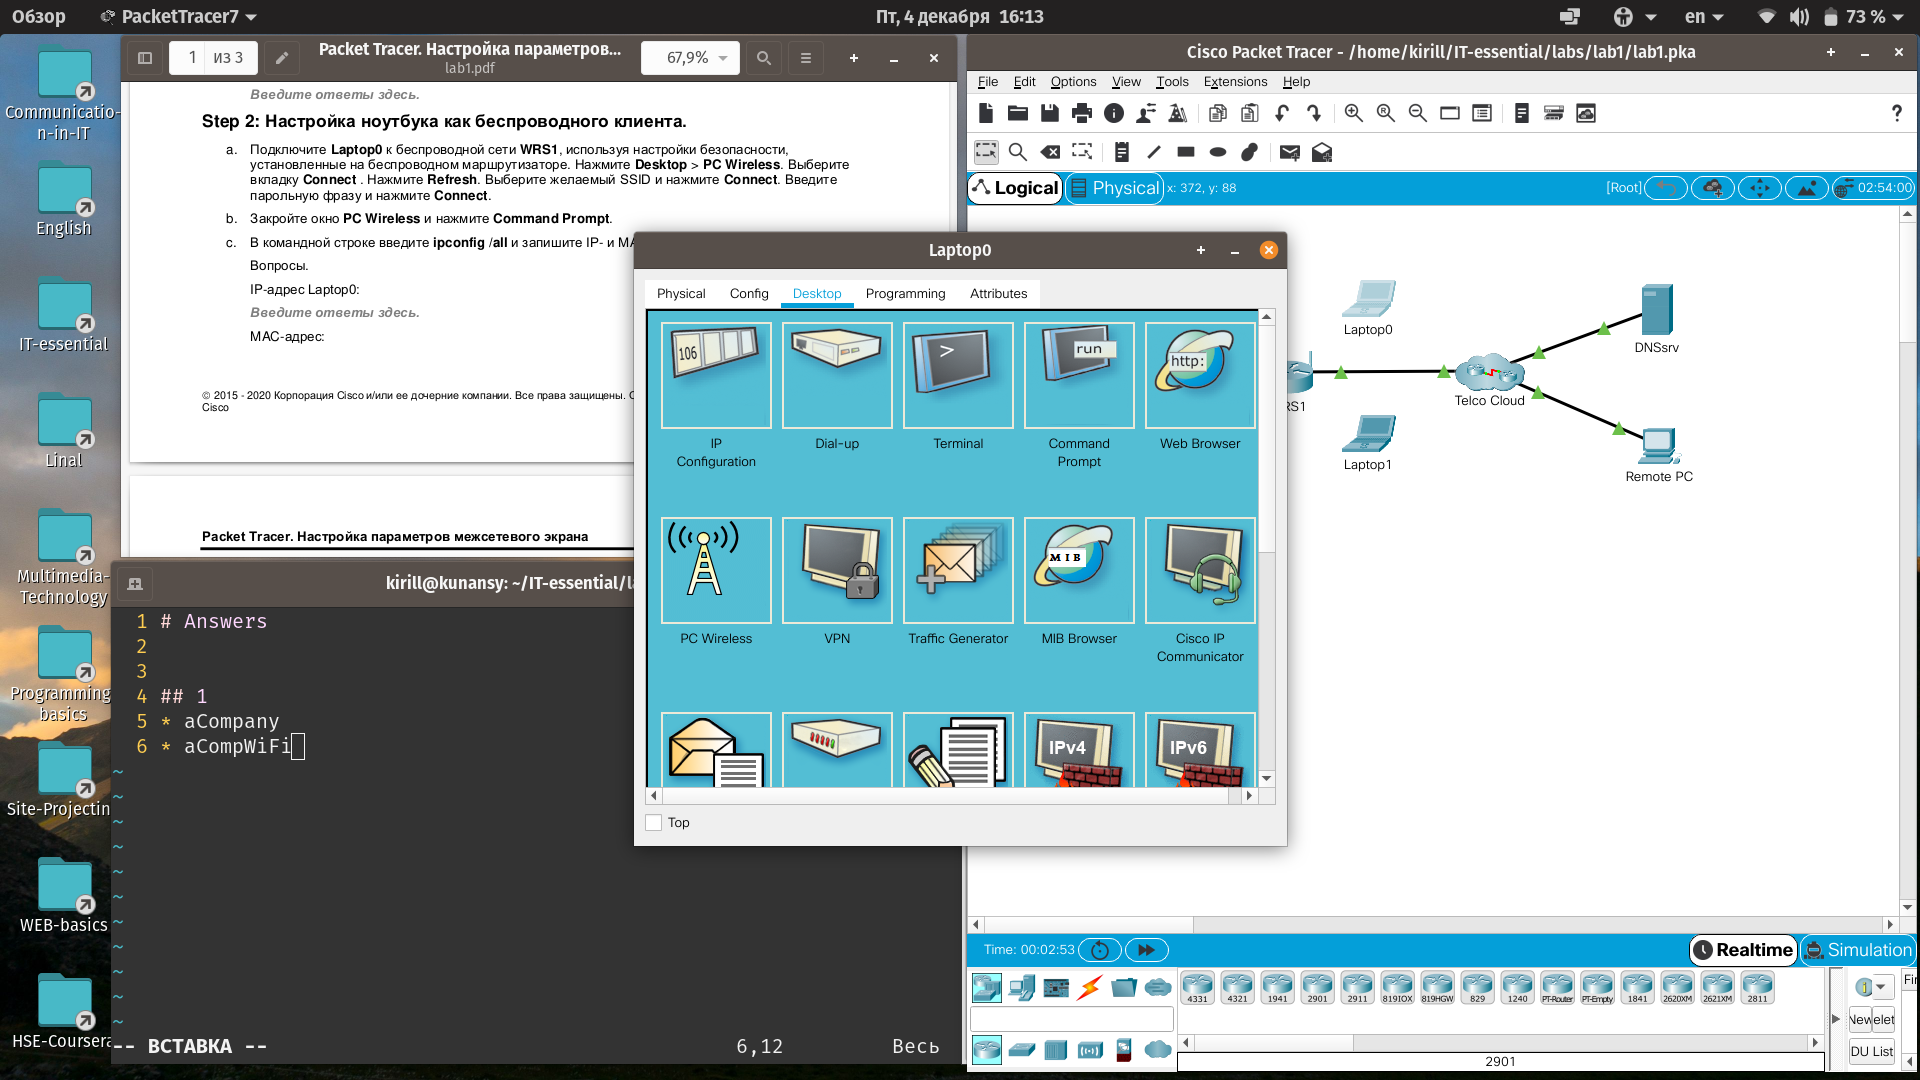 Обзор
PacketTracer7
Пт, 4 декабря 16:13
en
73 %
Communicatio-
n-in-IT
English
IT-essential
Linal
Multimedia-
Technology
Programming
basics
Site-Projectin
WEB-basics
HSE-Coursera
1 из 3
Packet Tracer. Настройка параметров...
lab1.pdf
67,9%
Введите ответы здесь.
Step 2: Настройка ноутбука как беспроводного клиента.
a. Подключите Laptop0 к беспроводной сети WRS1, используя настройки безопасности,
установленные на беспроводном маршрутизаторе. Нажмите Desktop > PC Wireless. Выберите
вкладку Connect . Нажмите Refresh. Выберите желаемый SSID и нажмите Connect. Введите
парольную фразу и нажмите Connect.
b. Закройте окно PC Wireless и нажмите Command Prompt.
c. В командной строке введите ipconfig /all и запишите IP- и MA
Вопросы.
IP-адрес Laptop0:
Введите ответы здесь.
MAC-адрес:
© 2015 - 2020 Корпорация Cisco и/или ее дочерние компании. Все права защищены. С
Cisco
Packet Tracer. Настройка параметров межсетевого экрана
kirill@kunansy: ~/IT-essential/la
1 # Answers
2
3
4 ## 1
5 * aCompany
6 * aCompWiFi
~
~
~
~
~
~
~
~
~
~
~
-- ВСТАВКА --
6,12
Весь
Laptop0
Physical Config Desktop Programming Attributes
106
>
run
http:
IP
Configuration
Dial-up
Terminal
Command
Prompt
Web Browser
MIB
PC Wireless
VPN
Traffic Generator
MIB Browser
Cisco IP
Communicator
IPv4
IPv6
Top
Cisco Packet Tracer - /home/kirill/IT-essential/labs/lab1/lab1.pka
File Edit Options View Tools Extensions Help
?
Logical
Physical
x: 372, y: 88
[Root]
02:54:00
Laptop0
DNSsrv
RS1
Telco Cloud
Laptop1
Remote PC
Time: 00:02:53
Realtime
Simulation
4331 4321 1941 2901 2911 819IOX 819HGW 829 1240 PT-Router PT-Empty 1841 2620XM 2621XM 2811
2901
Fir
New
elet
DU List